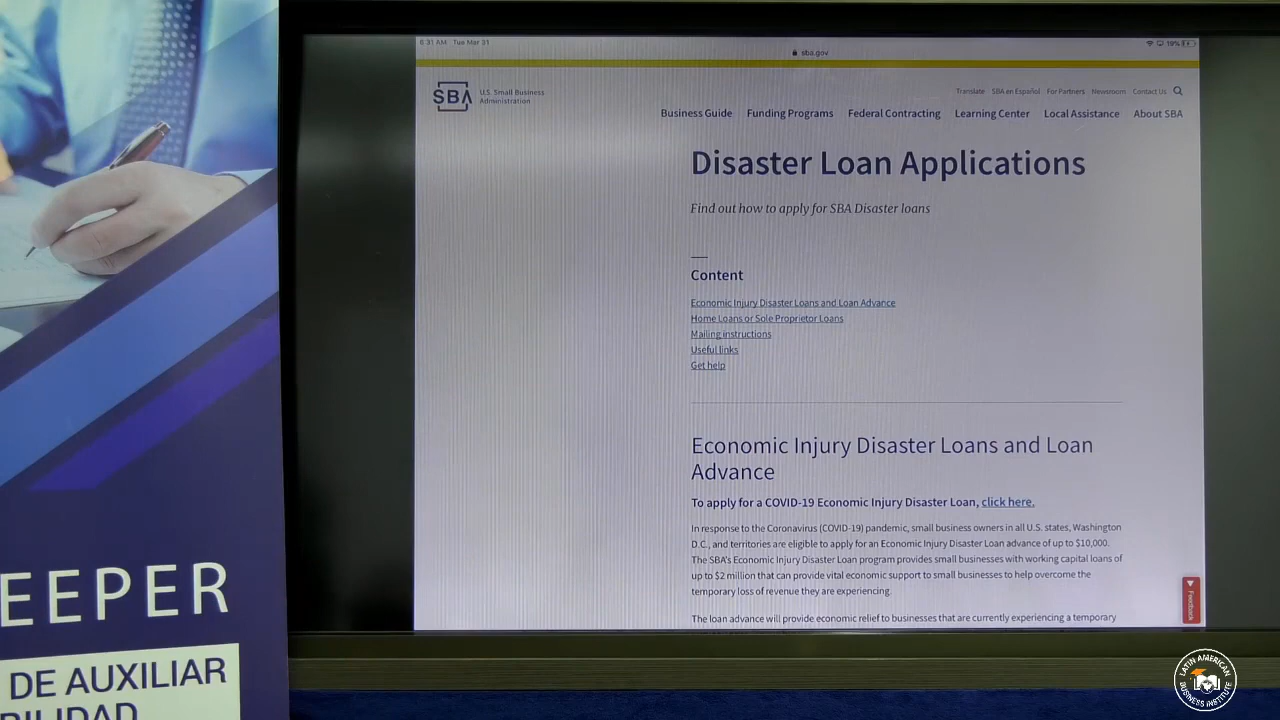 6:31 AM Tue Mar 31
sba.gov
19%
SBA
U.S. Small Business
Administration
Translate SBA en Español For Partners Newsroom Contact Us
Business Guide Funding Programs Federal Contracting Learning Center Local Assistance About SBA
Disaster Loan Applications
Find out how to apply for SBA Disaster loans
Content
Economic Injury Disaster Loans and Loan Advance
Home Loans or Sole Proprietor Loans
Mailing instructions
Useful links
Get help
Economic Injury Disaster Loans and Loan
Advance
To apply for a COVID-19 Economic Injury Disaster Loan, click here.
In response to the Coronavirus (COVID-19) pandemic, small business owners in all U.S. states, Washington
D.C., and territories are eligible to apply for an Economic Injury Disaster Loan advance of up to $10,000.
The SBA's Economic Injury Disaster Loan program provides small businesses with working capital loans of
up to $2 million that can provide vital economic support to small businesses to help overcome the
temporary loss of revenue they are experiencing.
The loan advance will provide economic relief to businesses that are currently experiencing a temporary
Feedback
EEPER
DE AUXILIAR
BILIDAD
LATIN AMERICAN
BUSINESS INSTITUTE